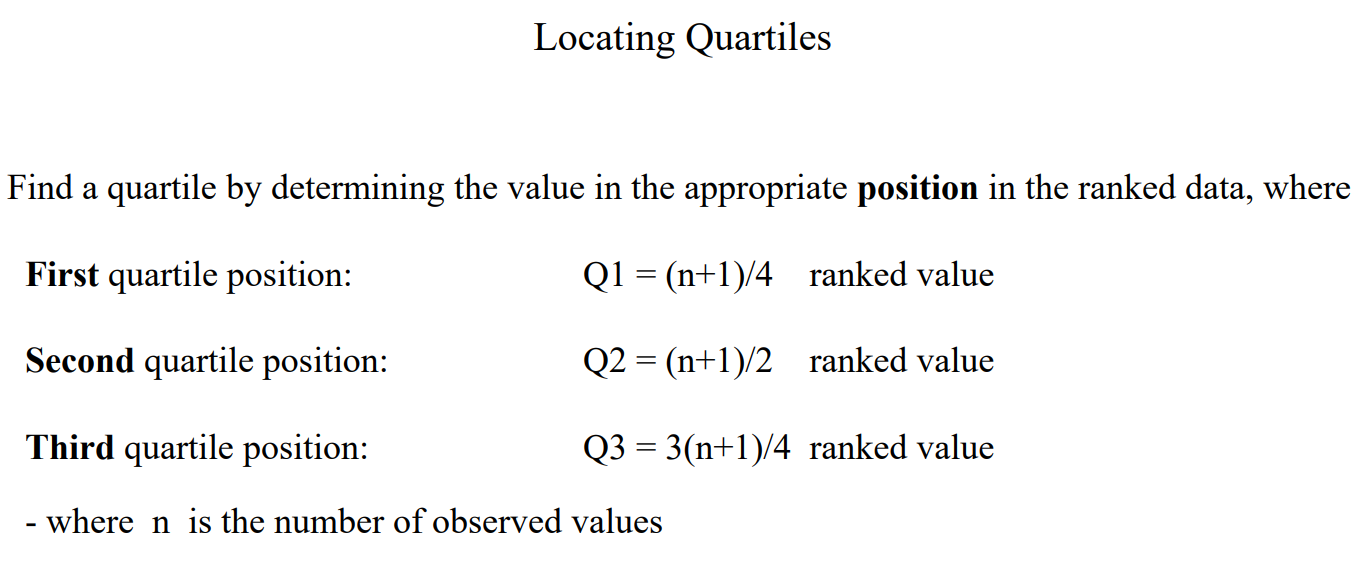 Locating Quartiles
Find a quartile by determining the value in the appropriate position in the ranked data, where
First quartile position: Q1 = (n+1)/4 ranked value
Second quartile position: Q2 = (n+1)/2 ranked value
Third quartile position: Q3 = 3(n+1)/4 ranked value
- where n is the number of observed values